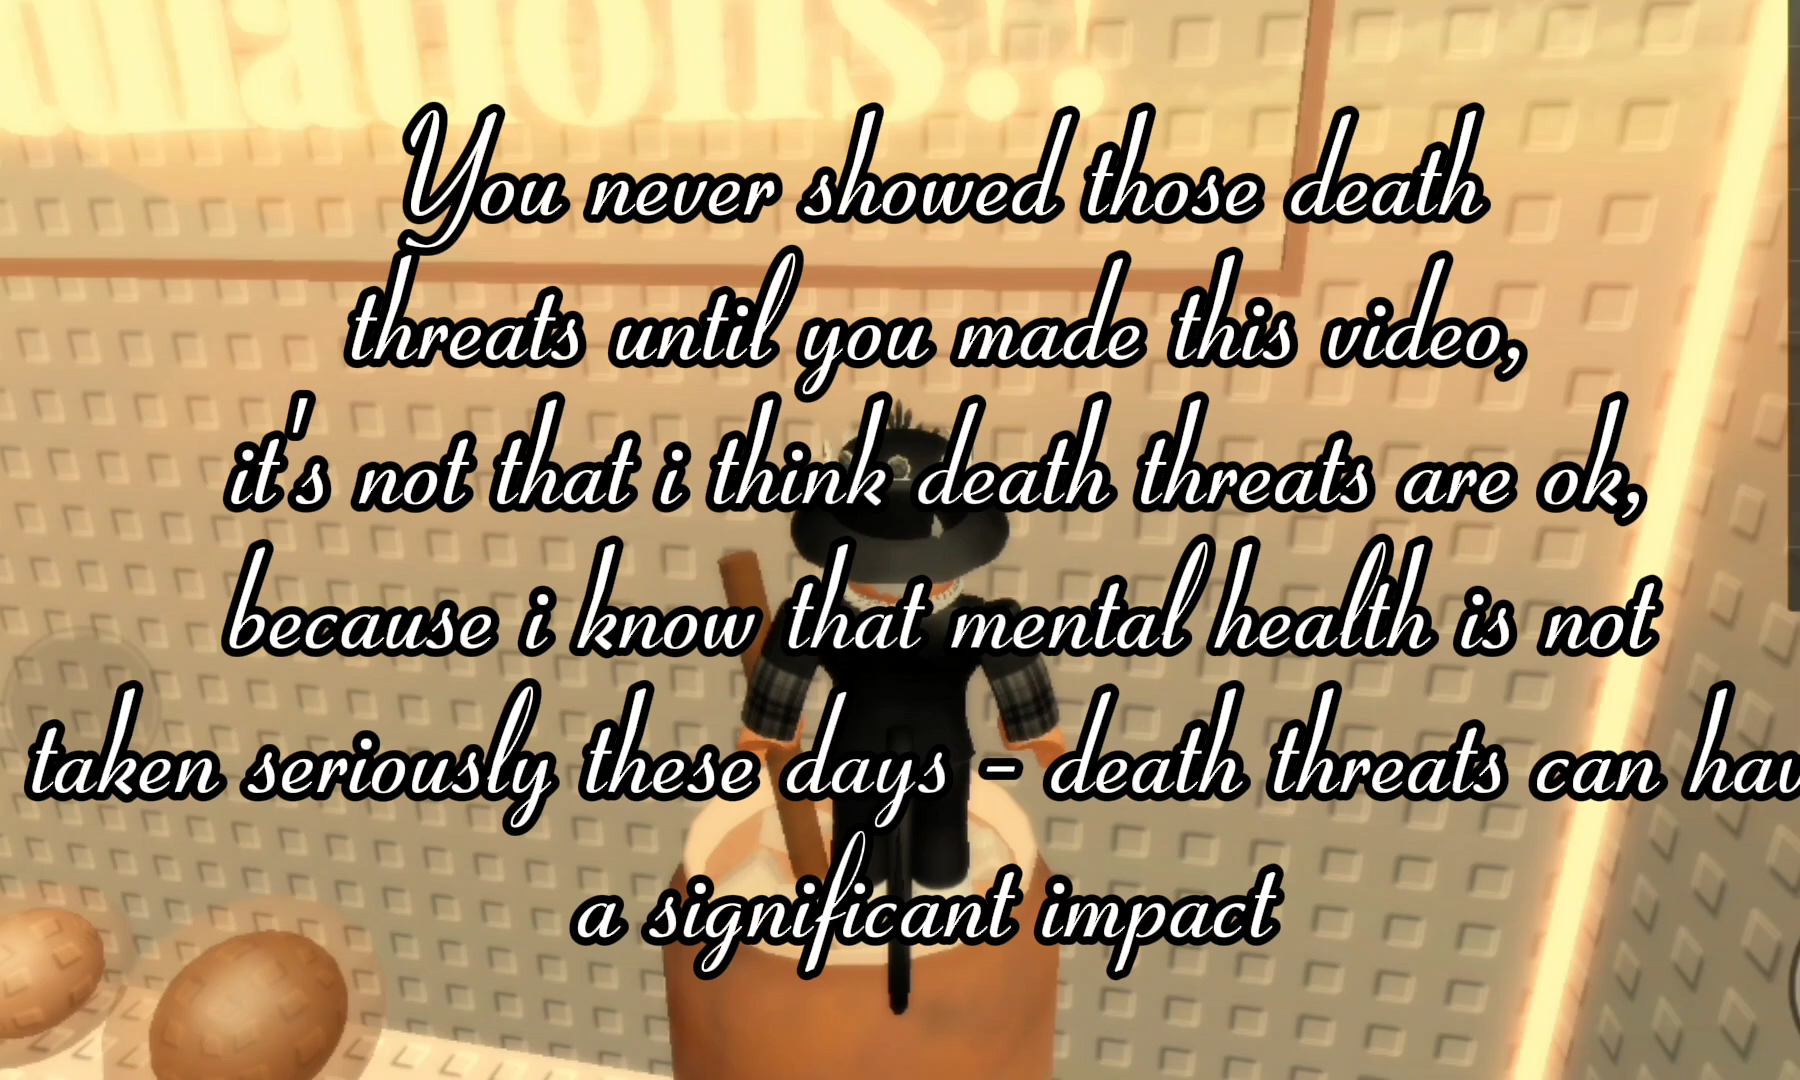 You never showed those death
threats until you made this video,
it's not that i think death threats are ok,
because i know that mental health is not
taken seriously these days - death threats can hav
a significant impact